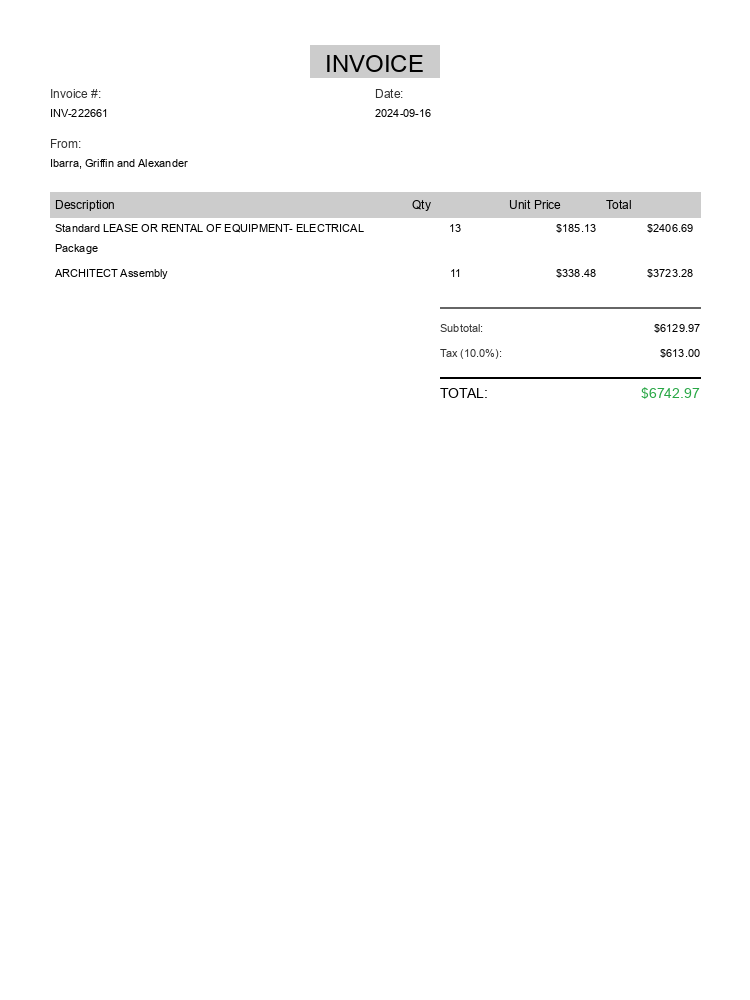 INVOICE
Invoice #: Date:
INV-222661 2024-09-16
From:
Ibarra, Griffin and Alexander
Description Qty Unit Price Total
Standard LEASE OR RENTAL OF EQUIPMENT- ELECTRICAL 13 $185.13 $2406.69
Package
ARCHITECT Assembly 11 $338.48 $3723.28
Subtotal: $6129.97
Tax (10.0%): $613.00
TOTAL: $6742.97